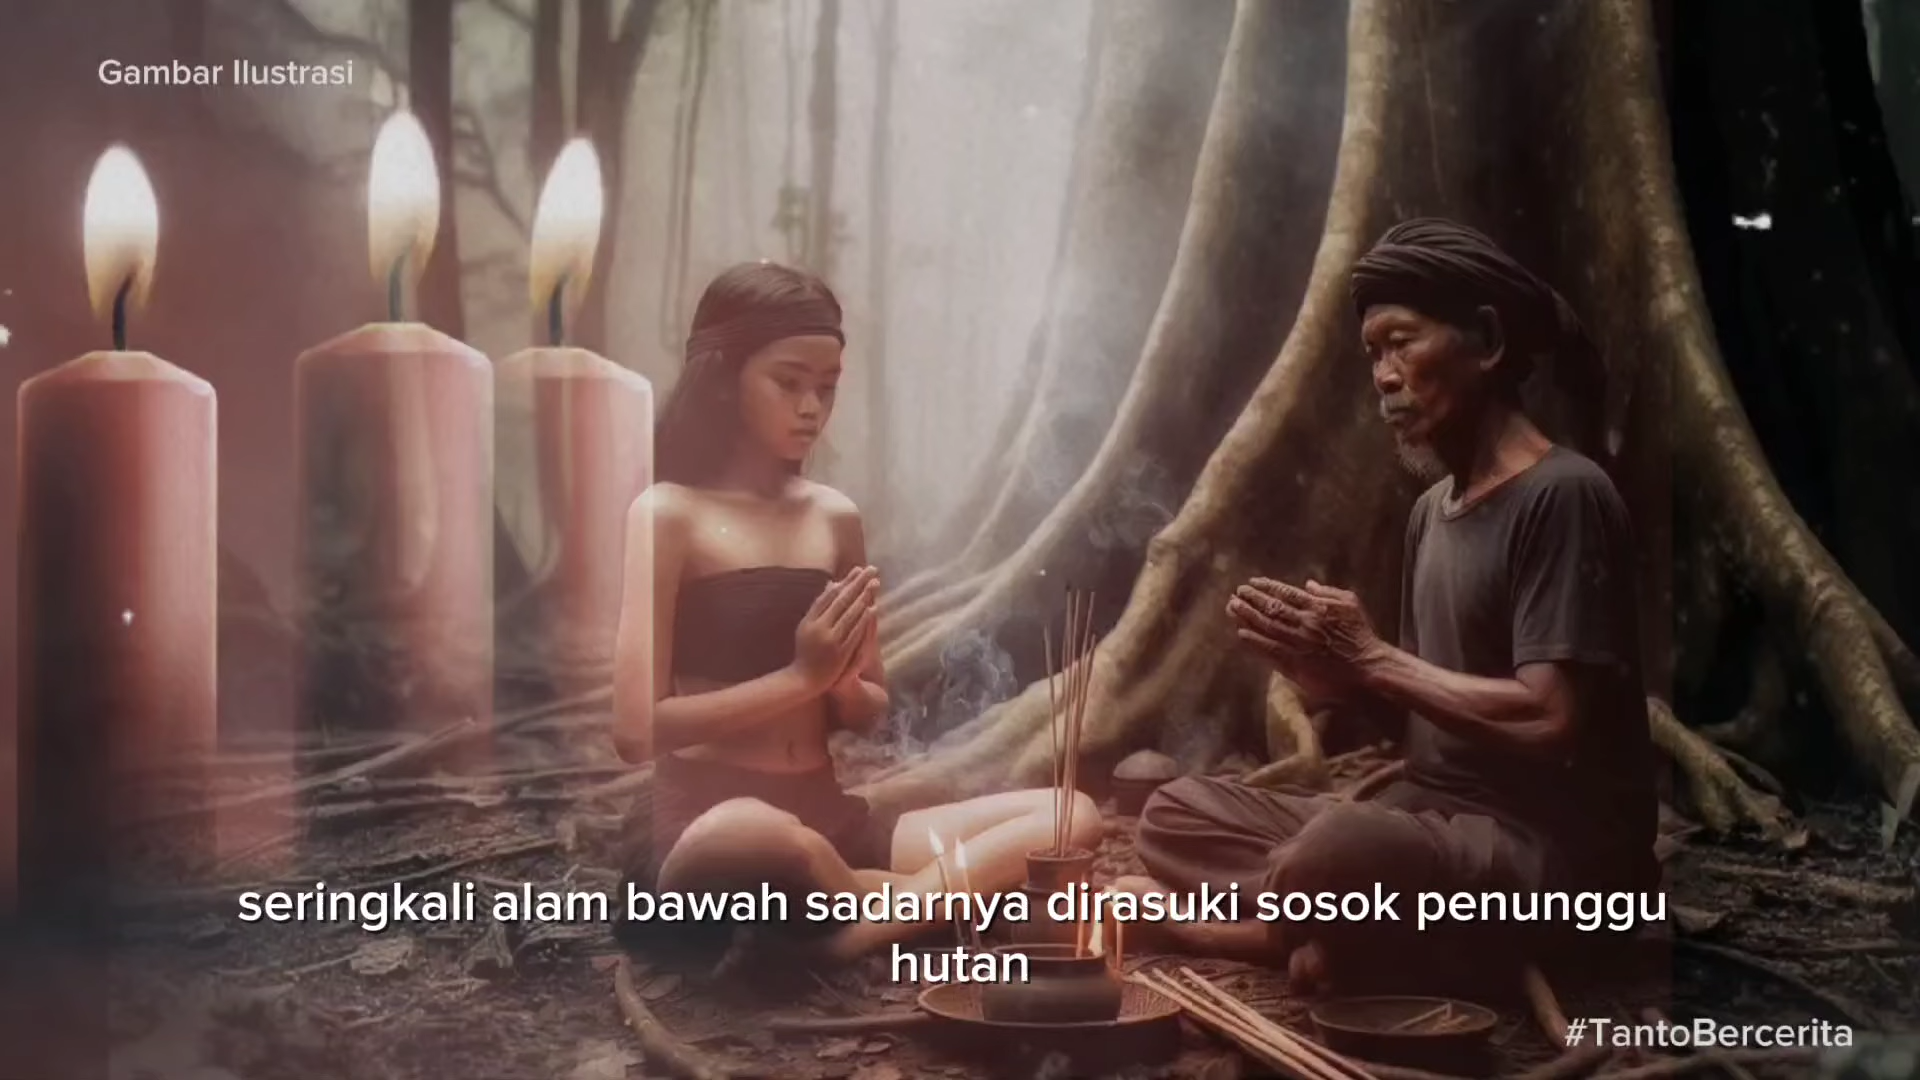 Gambar Ilustrasi
seringkali alam bawah sadarnya dirasuki sosok penunggu
hutan
#TantoBercerita